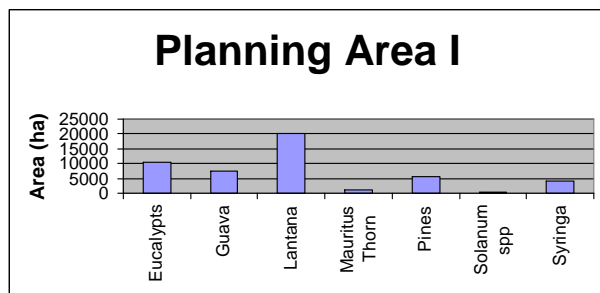 Planning Area I
Area (ha)
25000
20000
15000
10000
5000
0
Eucalypts
Guava
Lantana
Mauritus
Thorn
Pines
Solanum
spp
Syringa